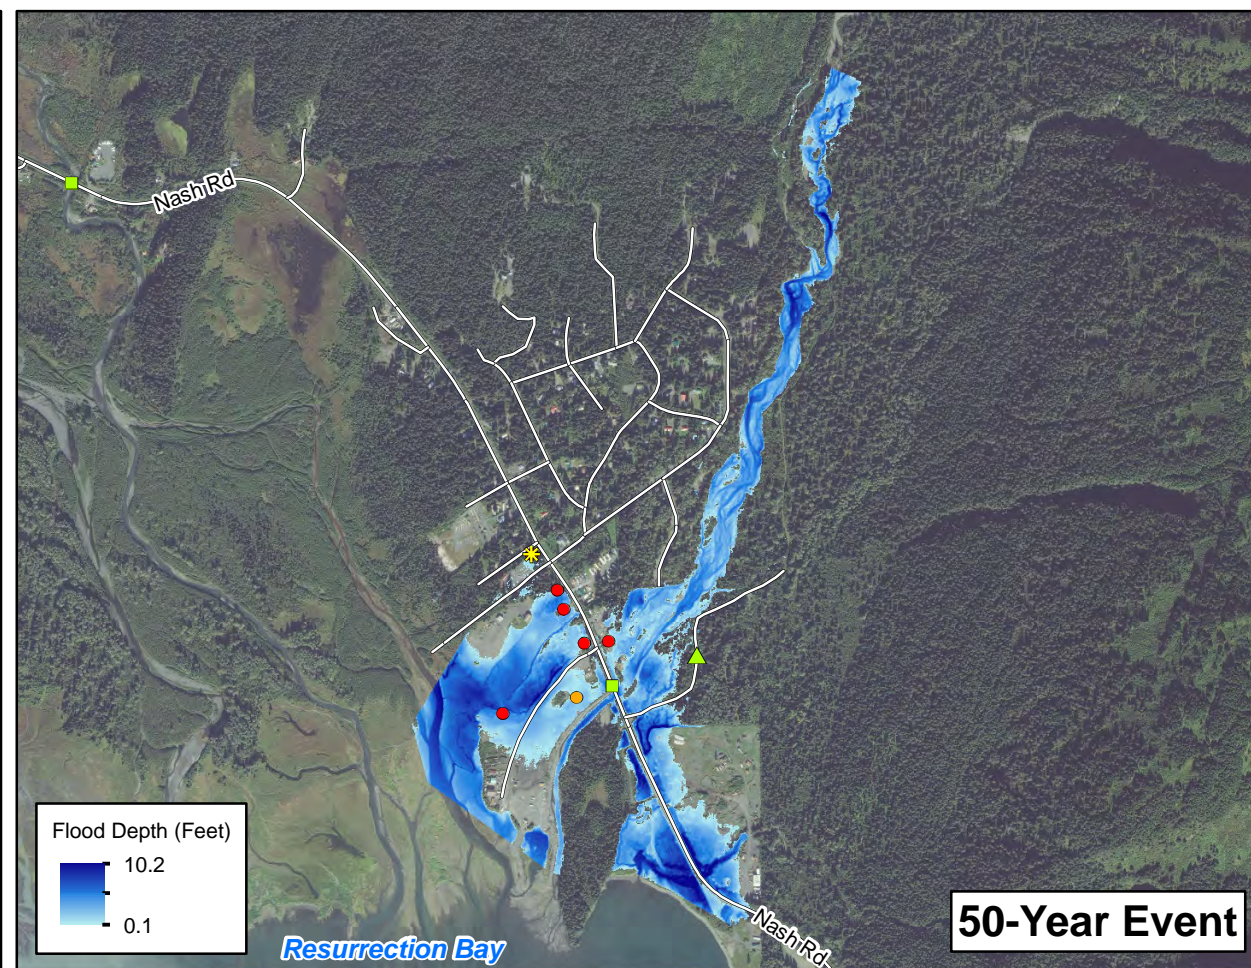 Nash Rd
Flood Depth (Feet)
10.2
0.1
Resurrection Bay
Nash Rd
50-Year Event